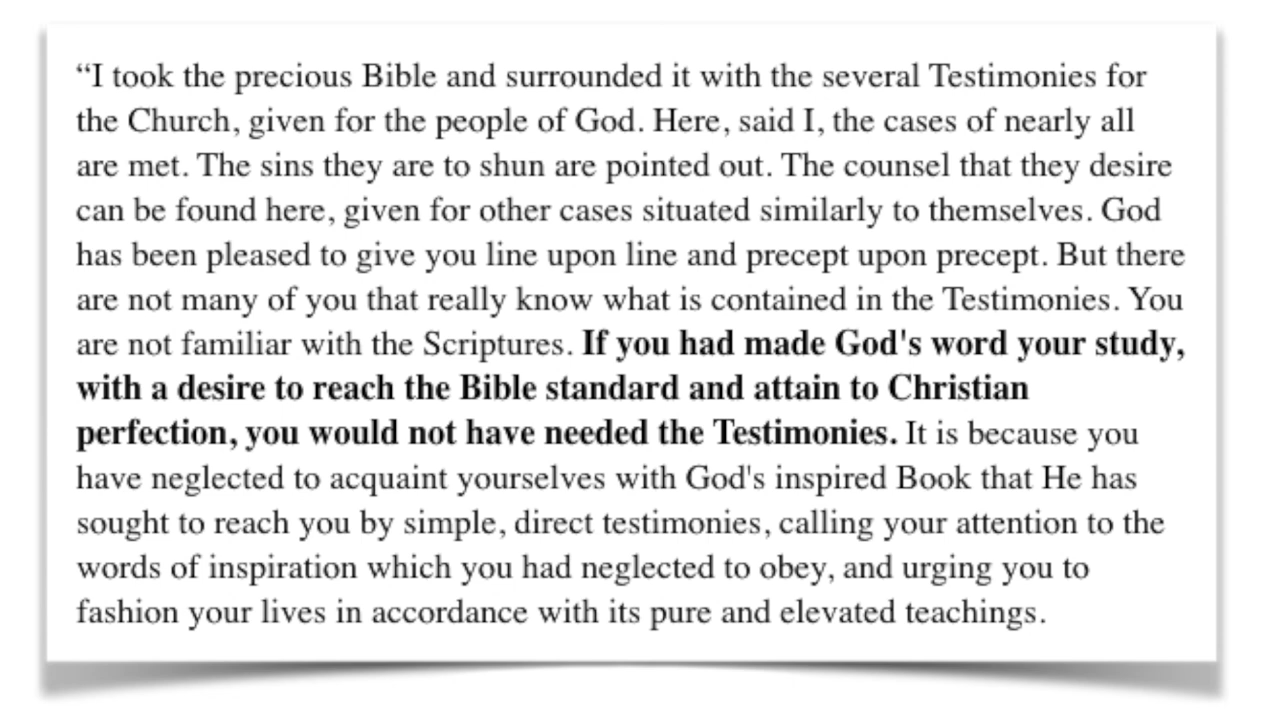 “I took the precious Bible and surrounded it with the several Testimonies for
the Church, given for the people of God. Here, said I, the cases of nearly all
are met. The sins they are to shun are pointed out. The counsel that they desire
can be found here, given for other cases situated similarly to themselves. God
has been pleased to give you line upon line and precept upon precept. But there
are not many of you that really know what is contained in the Testimonies. You
are not familiar with the Scriptures. If you had made God's word your study,
with a desire to reach the Bible standard and attain to Christian
perfection, you would not have needed the Testimonies. It is because you
have neglected to acquaint yourselves with God's inspired Book that He has
sought to reach you by simple, direct testimonies, calling your attention to the
words of inspiration which you had neglected to obey, and urging you to
fashion your lives in accordance with its pure and elevated teachings.